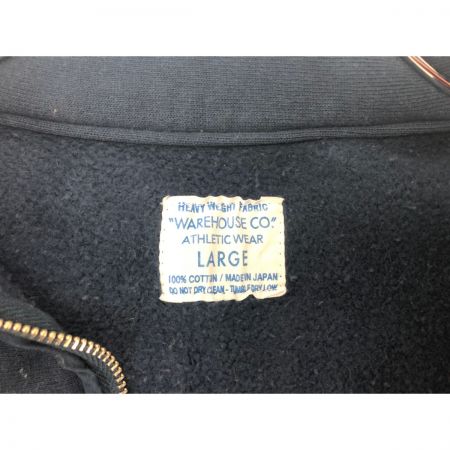 HEAVY WEIGHT FABRIC
"WAREHOUSE CO."
ATHLETIC WEAR
LARGE
100% COTTIN / MADE IN JAPAN
DO NOT DRY CLEAN - TUMBLE DRY LOW